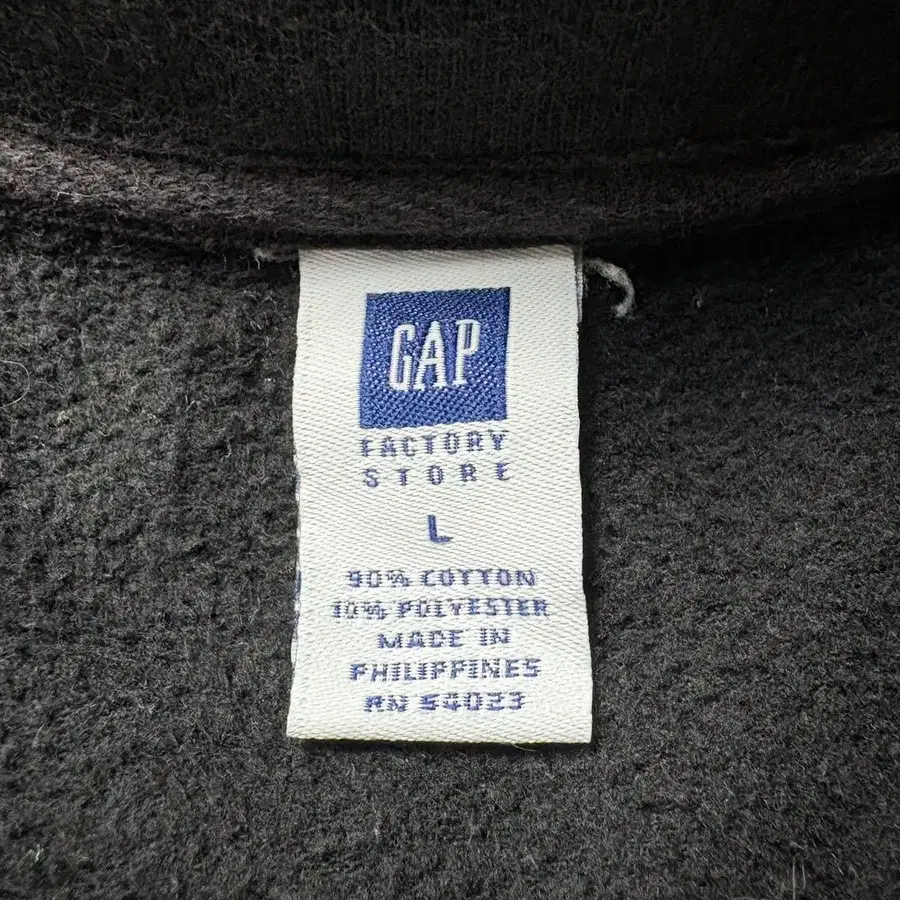 GAP
FACTORY
STORE
L
90% COTTON
10% POLYESTER
MADE IN
PHILIPPINES
RN 54023